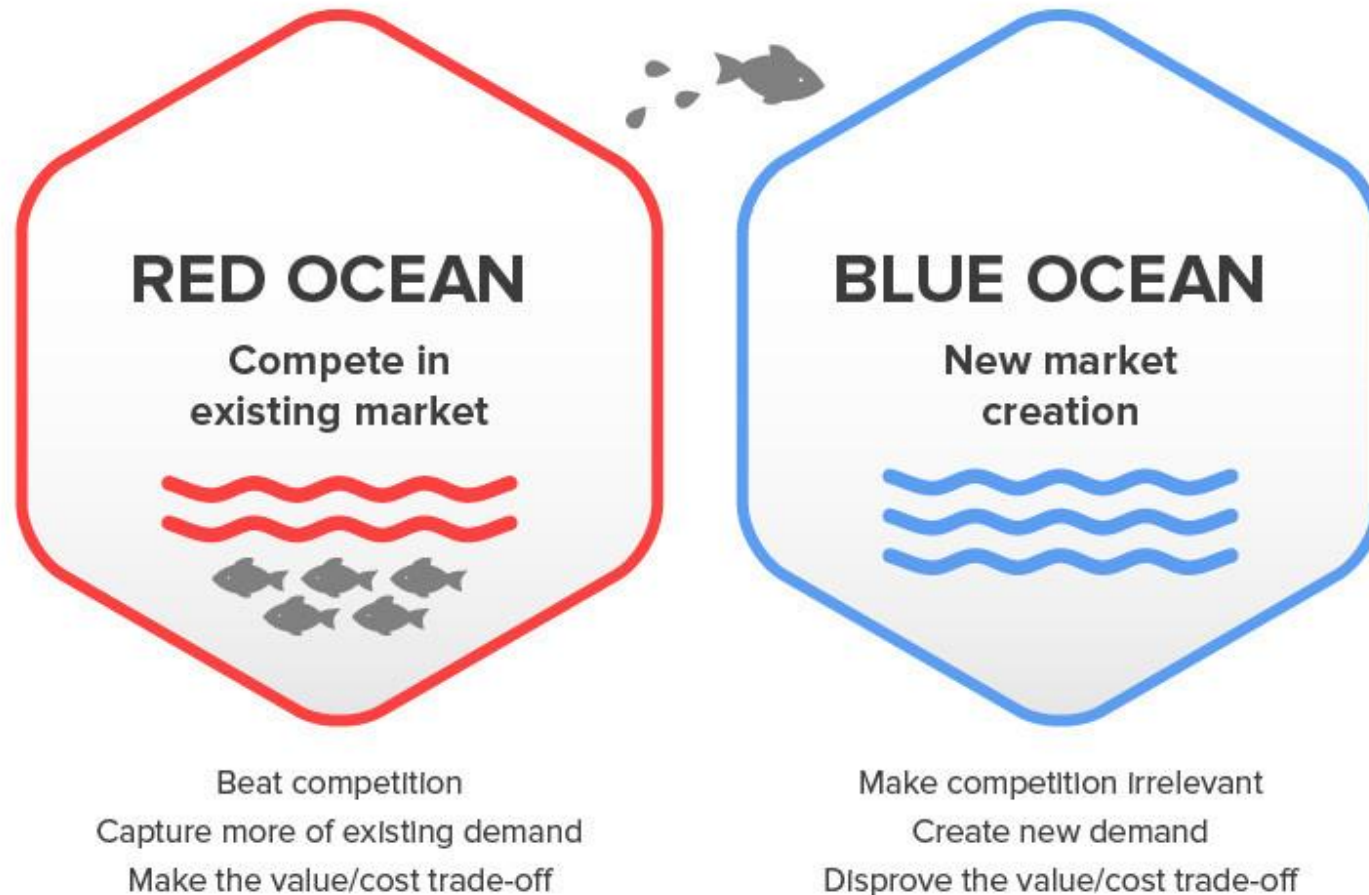 RED OCEAN
Compete in
existing market
Beat competition
Capture more of existing demand
Make the value/cost trade-off
BLUE OCEAN
New market
creation
Make competition irrelevant
Create new demand
Disprove the value/cost trade-off